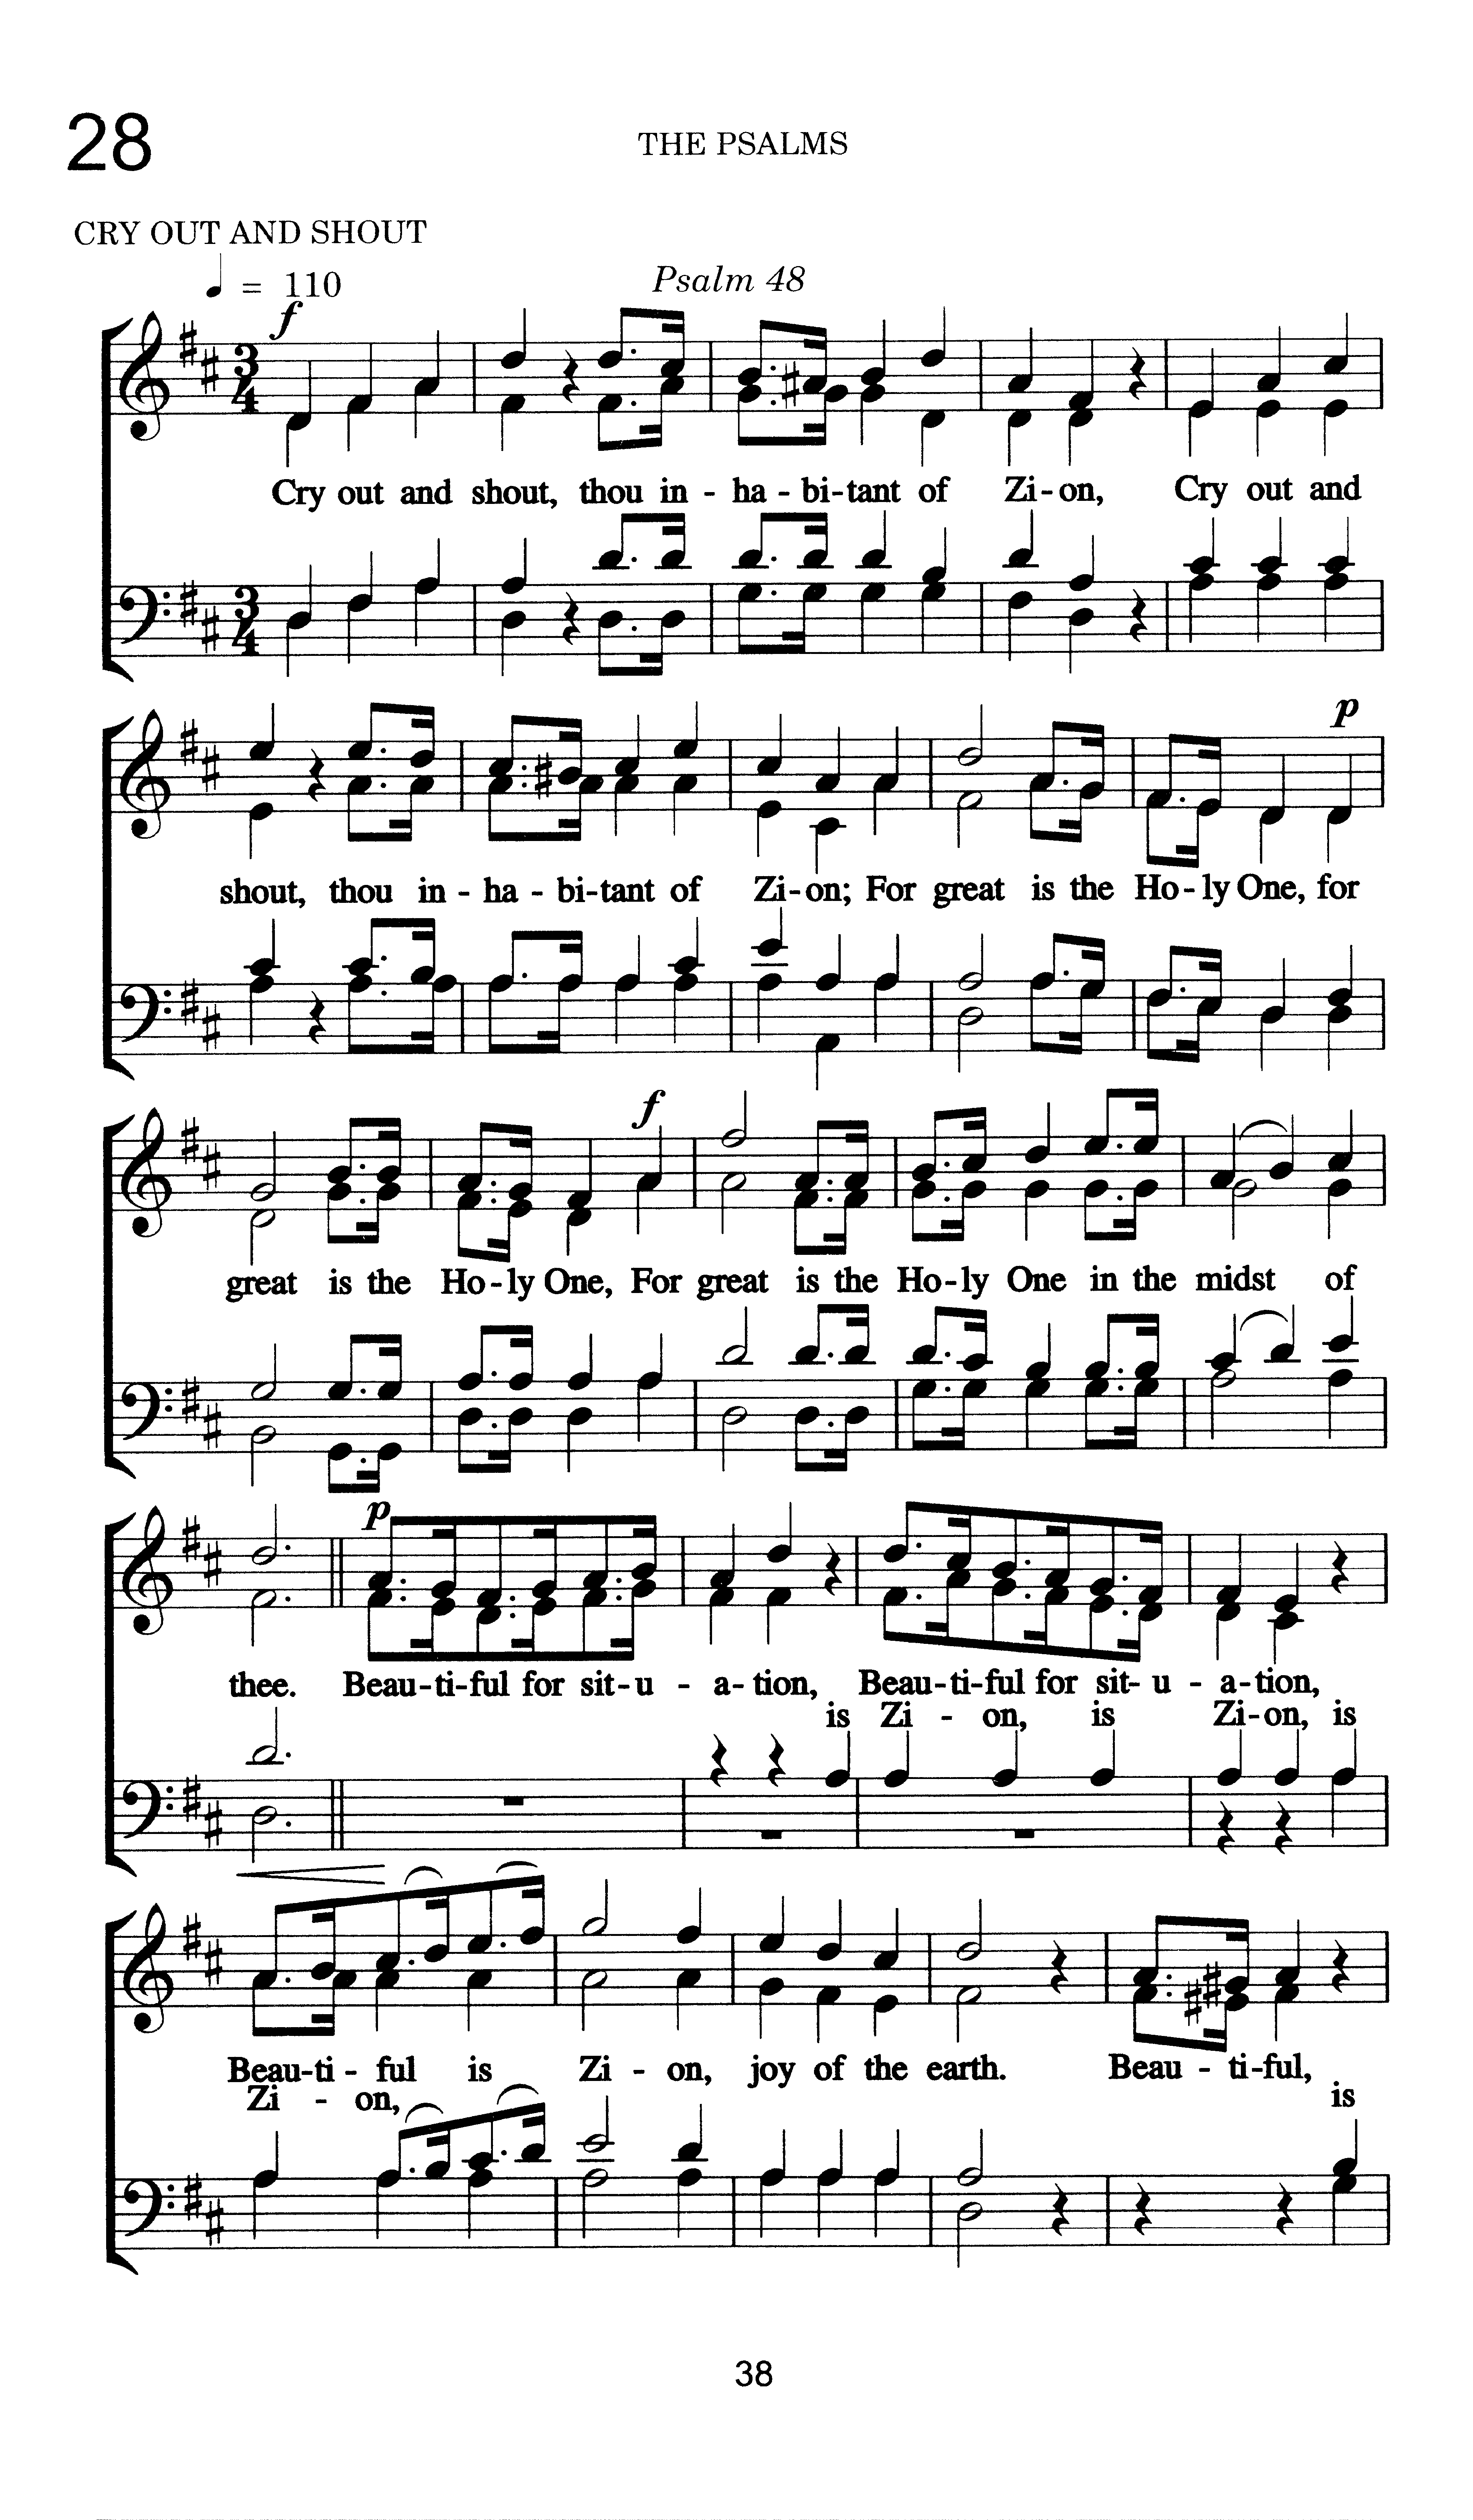 28
THE PSALMS
CRY OUT AND SHOUT
♩ = 110
Psalm 48
f
3
4
Cry out and shout, thou in - ha - bi-tant of Zi-on, Cry out and
3
4
p
shout, thou in - ha - bi-tant of Zi-on; For great is the Ho-ly One, for
f
great is the Ho-ly One, For great is the Ho-ly One in the midst of
p
thee. Beau-ti-ful for sit-u - a-tion, Beau-ti-ful for sit-u - a-tion,
is Zi - on, is Zi-on, is
Beau-ti - ful is Zi - on, joy of the earth. Beau - ti-ful,
Zi - on, is
38